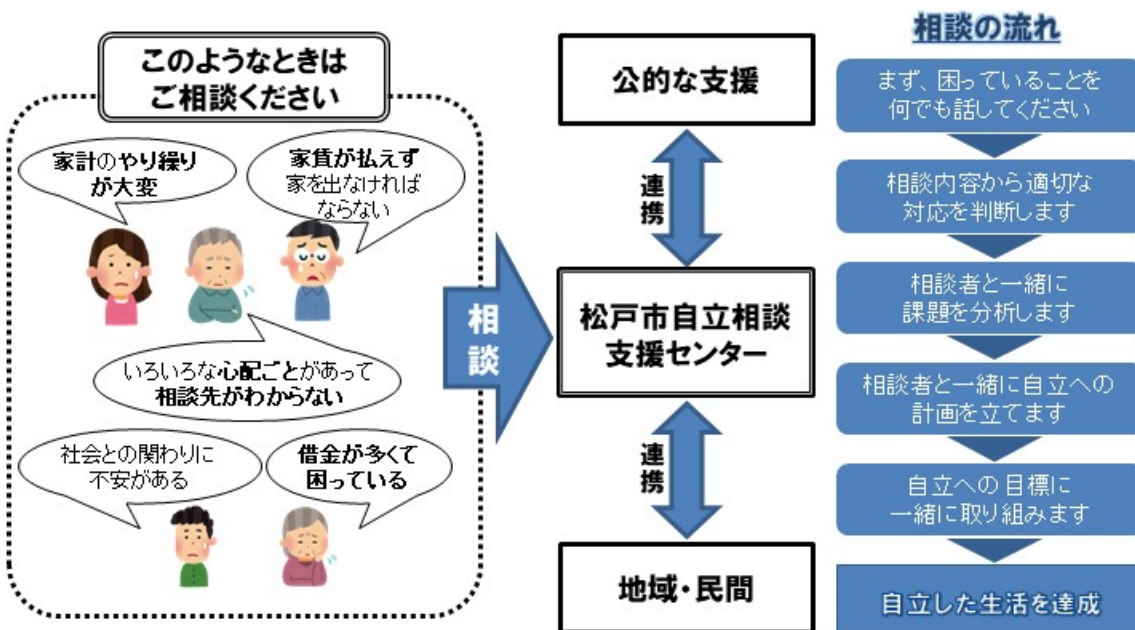 このようなときは
ご相談ください
家計のやり繰り
が大変
家賃が払えず
家を出なければ
ならない
いろいろな心配ごとがあって
相談先がわからない
社会との関わりに
不安がある
借金が多くて
困っている
相談
公的な支援
連携
松戸市自立相談
支援センター
連携
地域・民間
相談の流れ
まず、困っていることを
何でも話してください
相談内容から適切な
対応を判断します
相談者と一緒に
課題を分析します
相談者と一緒に自立への
計画を立てます
自立への目標に
一緒に取り組みます
自立した生活を達成